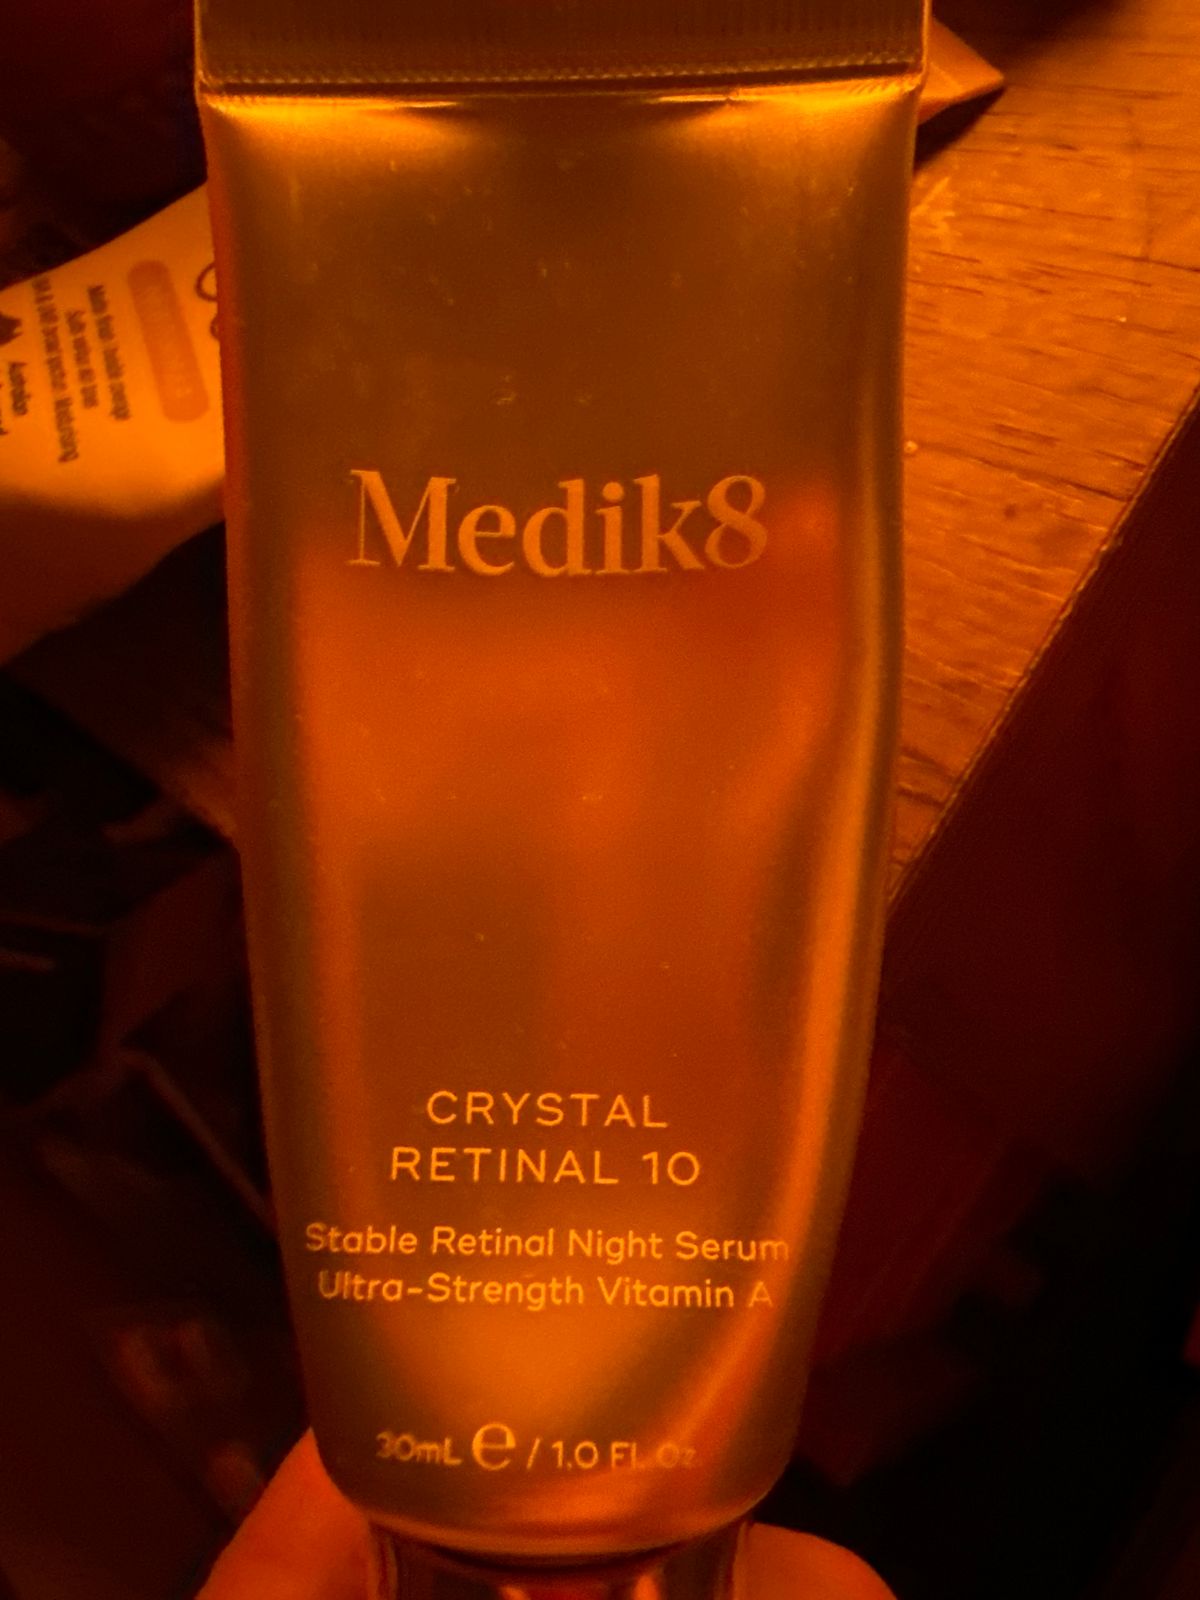 Medik8
CRYSTAL
RETINAL 10
Stable Retinal Night Serum
Ultra-Strength Vitamin A
30mL e / 1.0 Fl. Oz